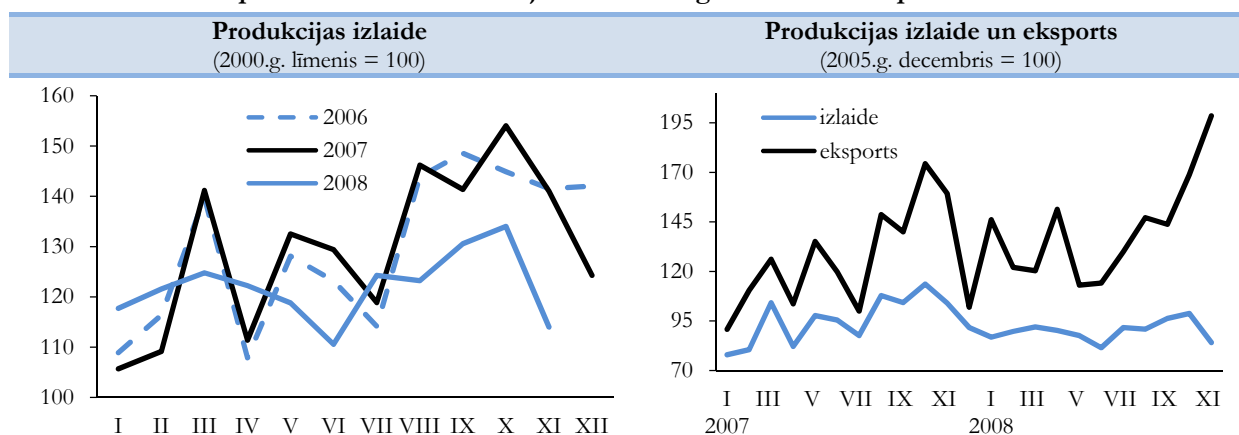 Produkcijas izlaide
(2000.g. līmenis = 100)
160
150
140
130
120
110
100
2006
2007
2008
I II III IV V VI VII VIII IX X XI XII
Produkcijas izlaide un eksports
(2005.g. decembris = 100)
195
170
145
120
95
70
izlaide
eksports
I III V VII IX XI I III V VII IX XI
2007 2008